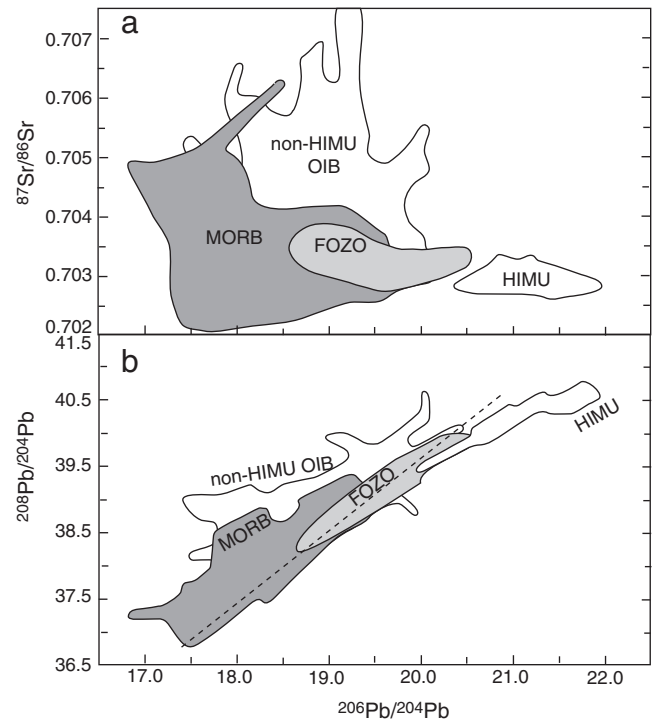 a
0.707
0.706
0.705
0.704
0.703
0.702
87Sr/86Sr
non-HIMU
OIB
MORB
FOZO
HIMU
b
41.5
40.5
39.5
38.5
37.5
36.5
208Pb/204Pb
non-HIMU OIB
MORB
FOZO
HIMU
17.0 18.0 19.0 20.0 21.0 22.0
206Pb/204Pb